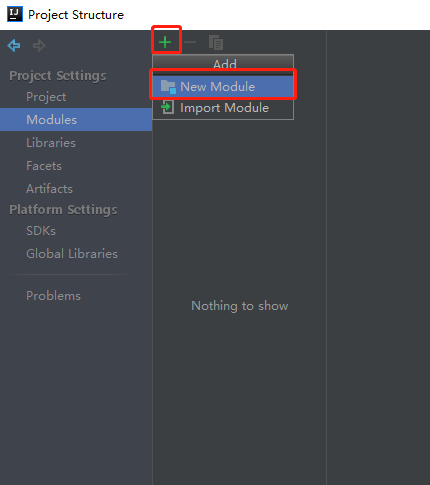 IJ Project Structure
Add
Project Settings
New Module
Project
Import Module
Modules
Libraries
Facets
Artifacts
Platform Settings
SDKs
Global Libraries
Problems
Nothing to show